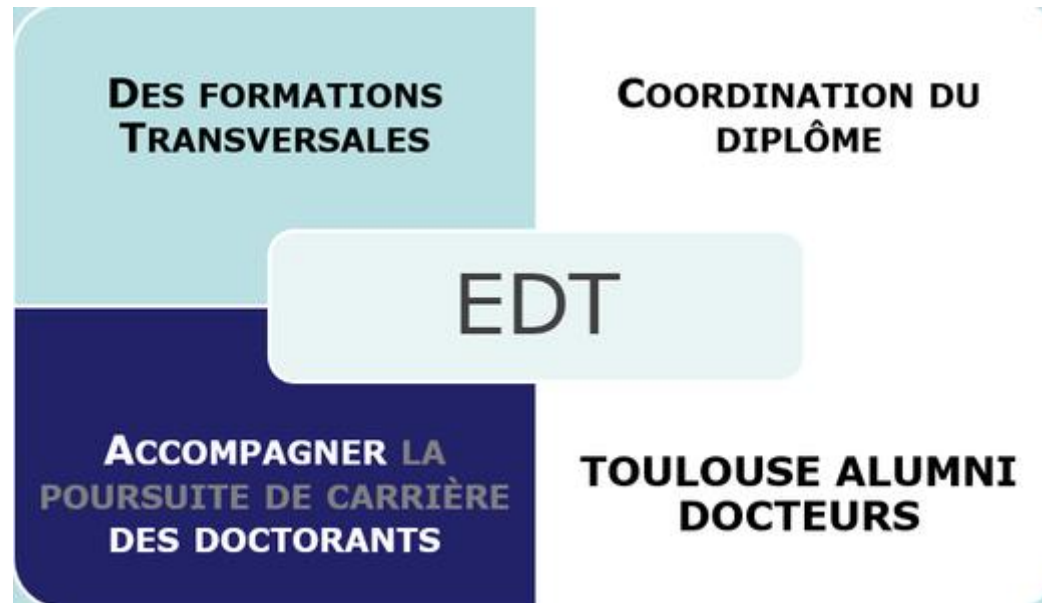 DES FORMATIONS
TRANSVERSALES
COORDINATION DU
DIPLÔME
EDT
ACCOMPAGNER LA
POURSUITE DE CARRIÈRE
DES DOCTORANTS
TOULOUSE ALUMNI
DOCTEURS